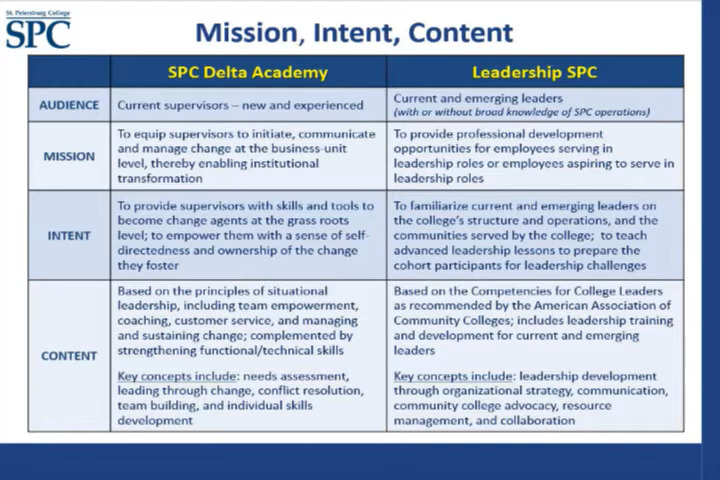 St. Petersburg College
SPC
Mission, Intent, Content
SPC Delta Academy
Leadership SPC
AUDIENCE
Current supervisors – new and experienced
Current and emerging leaders
(with or without broad knowledge of SPC operations)
MISSION
To equip supervisors to initiate, communicate
and manage change at the business-unit
level, thereby enabling institutional
transformation
To provide professional development
opportunities for employees serving in
leadership roles or employees aspiring to serve in
leadership roles
INTENT
To provide supervisors with skills and tools to
become change agents at the grass roots
level; to empower them with a sense of self-
directedness and ownership of the change
they foster
To familiarize current and emerging leaders on
the college's structure and operations, and the
communities served by the college; to teach
advanced leadership lessons to prepare the
cohort participants for leadership challenges
CONTENT
Based on the principles of situational
leadership, including team empowerment,
coaching, customer service, and managing
and sustaining change; complemented by
strengthening functional/technical skills
Key concepts include: needs assessment,
leading through change, conflict resolution,
team building, and individual skills
development
Based on the Competencies for College Leaders
as recommended by the American Association of
Community Colleges; includes leadership training
and development for current and emerging
leaders
Key concepts include: leadership development
through organizational strategy, communication,
community college advocacy, resource
management, and collaboration